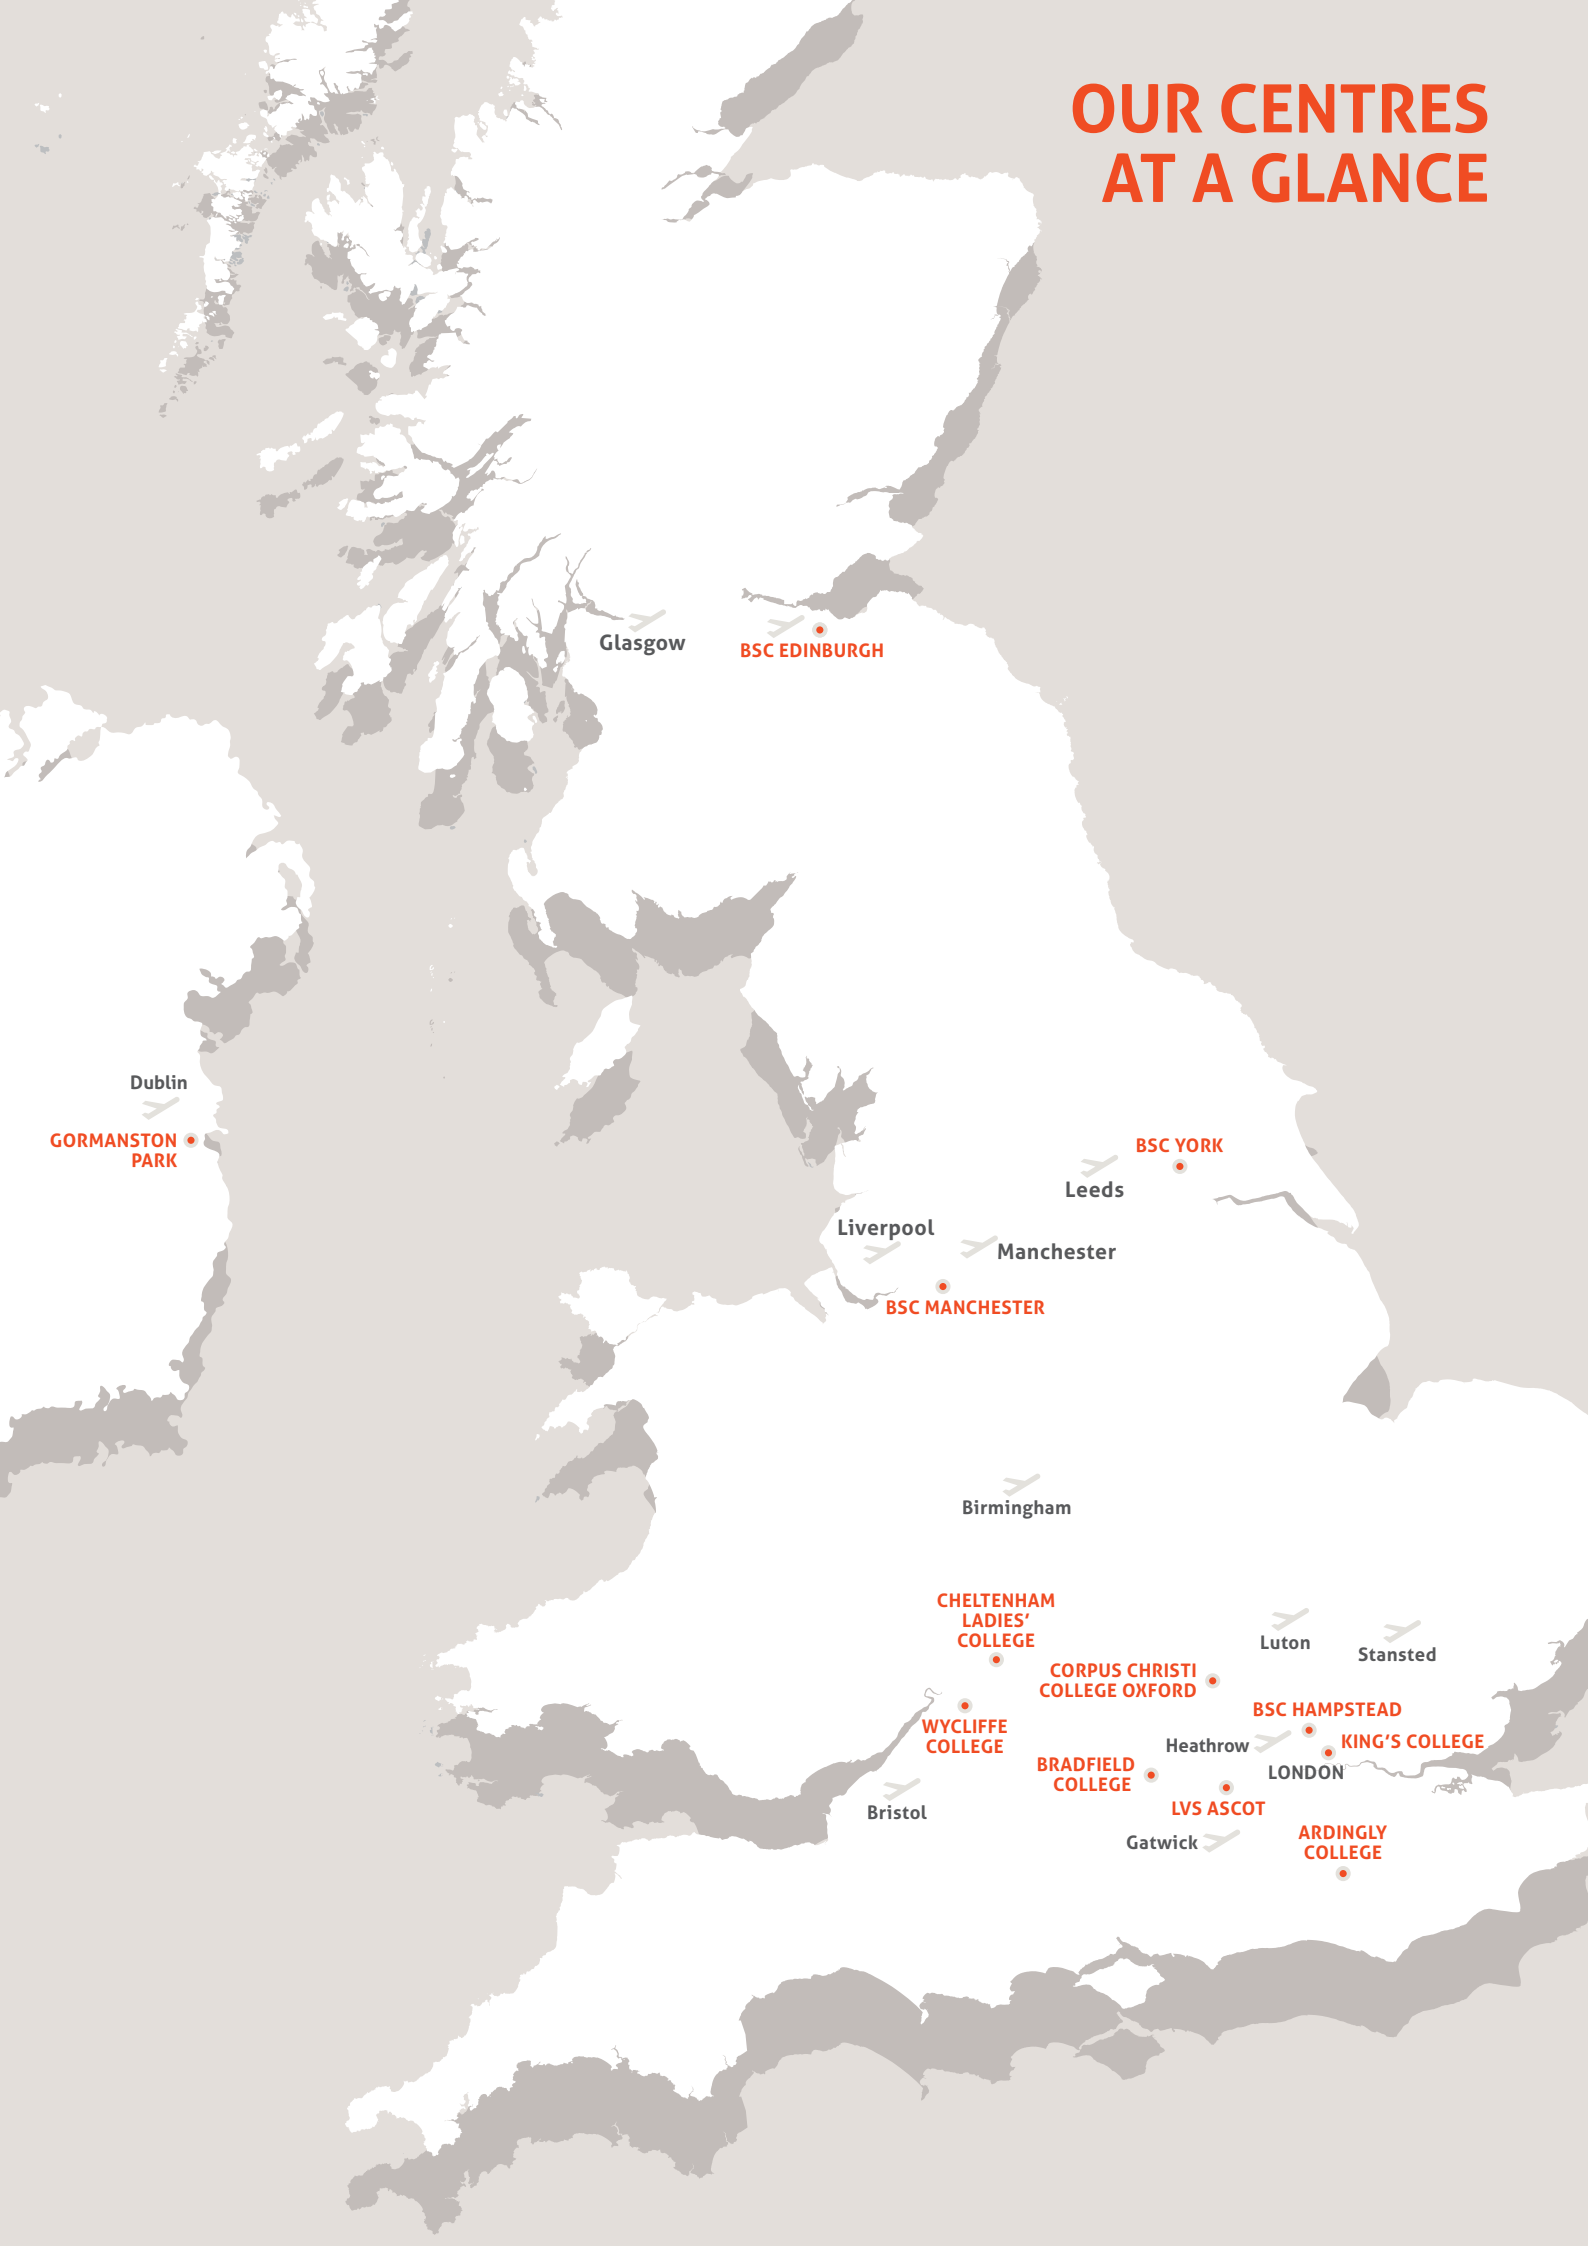 OUR CENTRES
AT A GLANCE
Glasgow
BSC EDINBURGH
Dublin
GORMANSTON
PARK
BSC YORK
Leeds
Liverpool
Manchester
BSC MANCHESTER
Birmingham
CHELTENHAM
LADIES’
COLLEGE
Luton
Stansted
CORPUS CHRISTI
COLLEGE OXFORD
BSC HAMPSTEAD
WYCLIFFE
COLLEGE
Heathrow
KING’S COLLEGE
LONDON
BRADFIELD
COLLEGE
LVS ASCOT
Bristol
Gatwick
ARDINGLY
COLLEGE